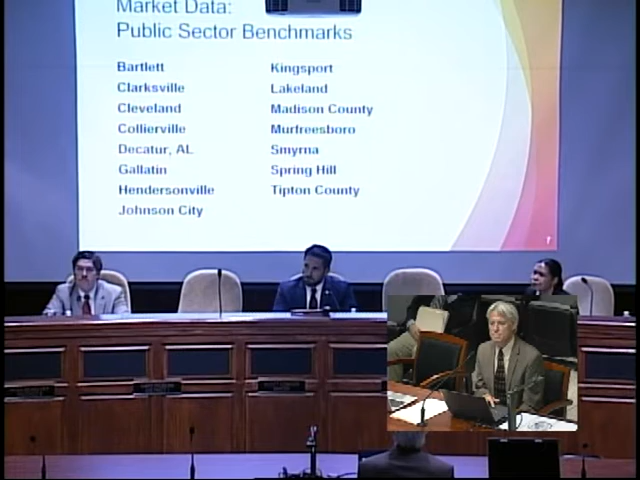 Market Data:
Public Sector Benchmarks
Bartlett
Clarksville
Cleveland
Collierville
Decatur, AL
Gallatin
Hendersonville
Johnson City
Kingsport
Lakeland
Madison County
Murfreesboro
Smyrna
Spring Hill
Tipton County
7